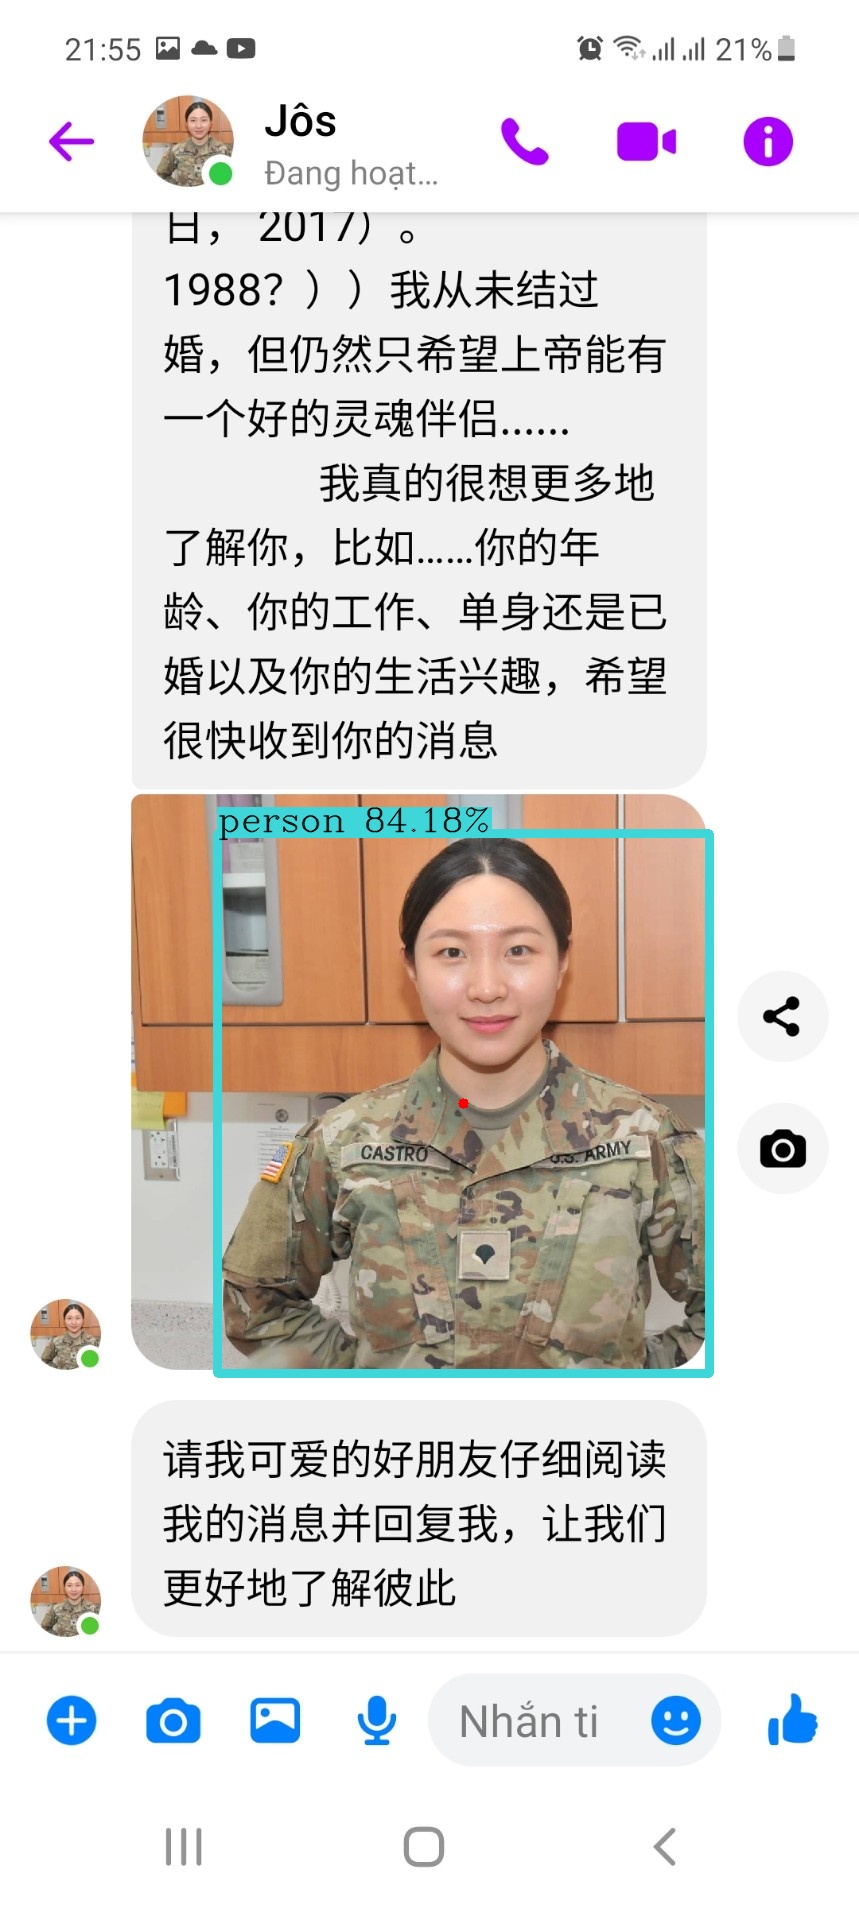 21:55
21%
Jôs
Đang hoạt...
日， 2017）。
1988？））我从未结过
婚，但仍然只希望上帝能有
一个好的灵魂伴侣......
我真的很想更多地
了解你，比如......你的年
龄、你的工作、单身还是已
婚以及你的生活兴趣，希望
很快收到你的消息
person 84.18%
CASTRO
U.S. ARMY
请我可爱的好朋友仔细阅读
我的消息并回复我，让我们
更好地了解彼此
Nhắn ti